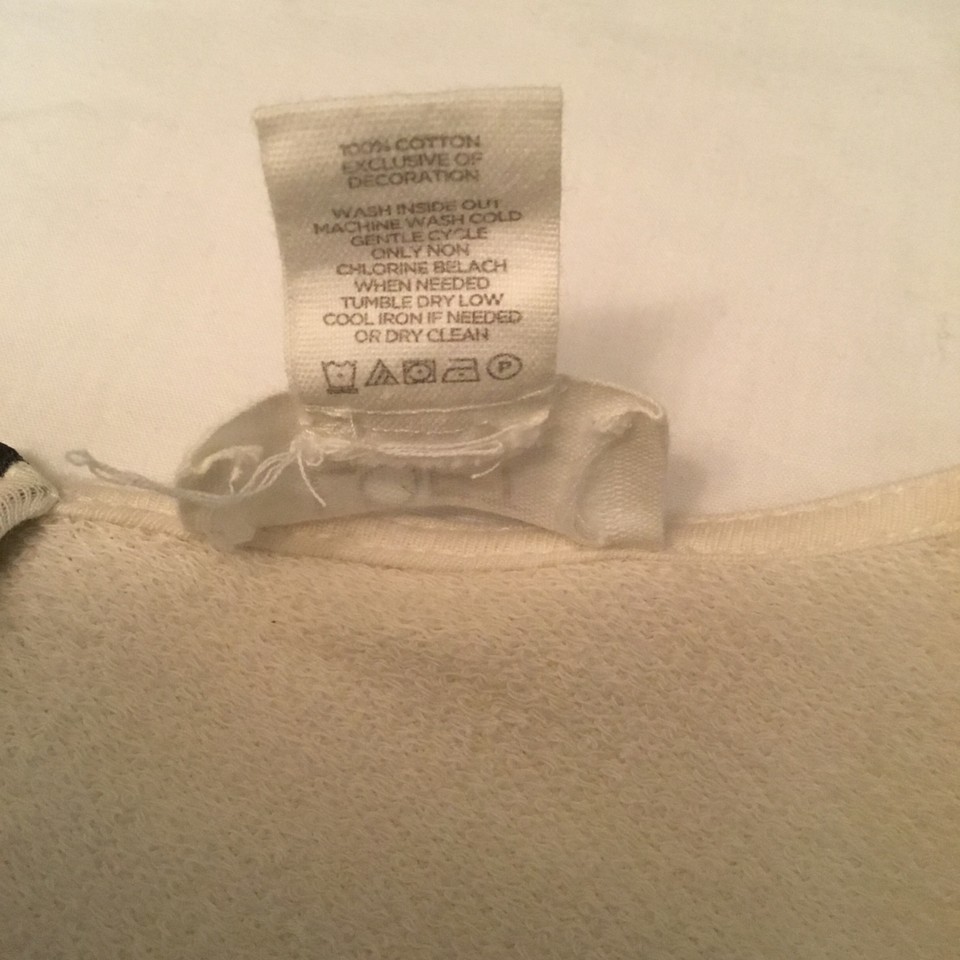 100% COTTON
EXCLUSIVE OF
DECORATION
WASH INSIDE OUT
MACHINE WASH COLD
GENTLE CYCLE
ONLY NON
CHLORINE BELACH
WHEN NEEDED
TUMBLE DRY LOW
COOL IRON IF NEEDED
OR DRY CLEAN
P